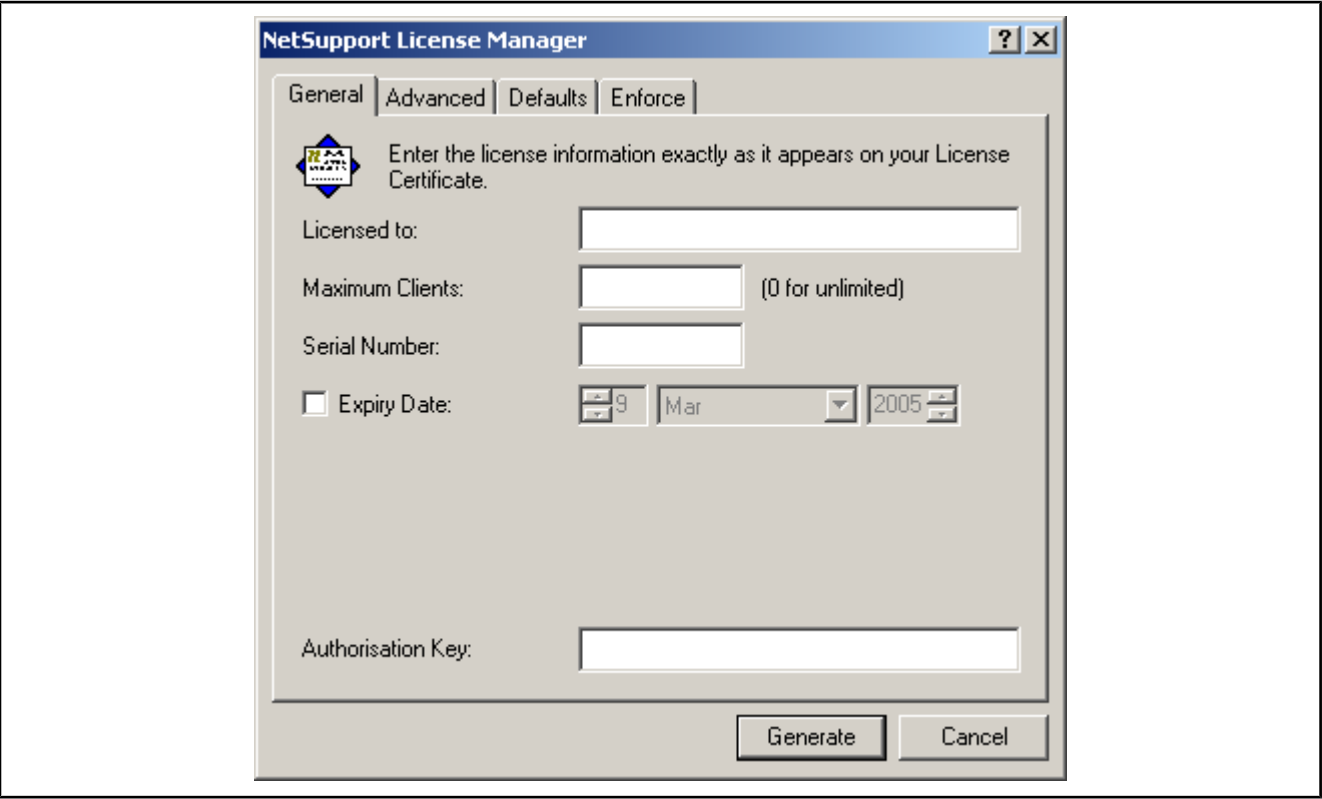 NetSupport License Manager
General Advanced Defaults Enforce
Enter the license information exactly as it appears on your License
Certificate.
Licensed to:
Maximum Clients: (0 for unlimited)
Serial Number:
Expiry Date: 9 Mar 2005
Authorisation Key:
Generate Cancel